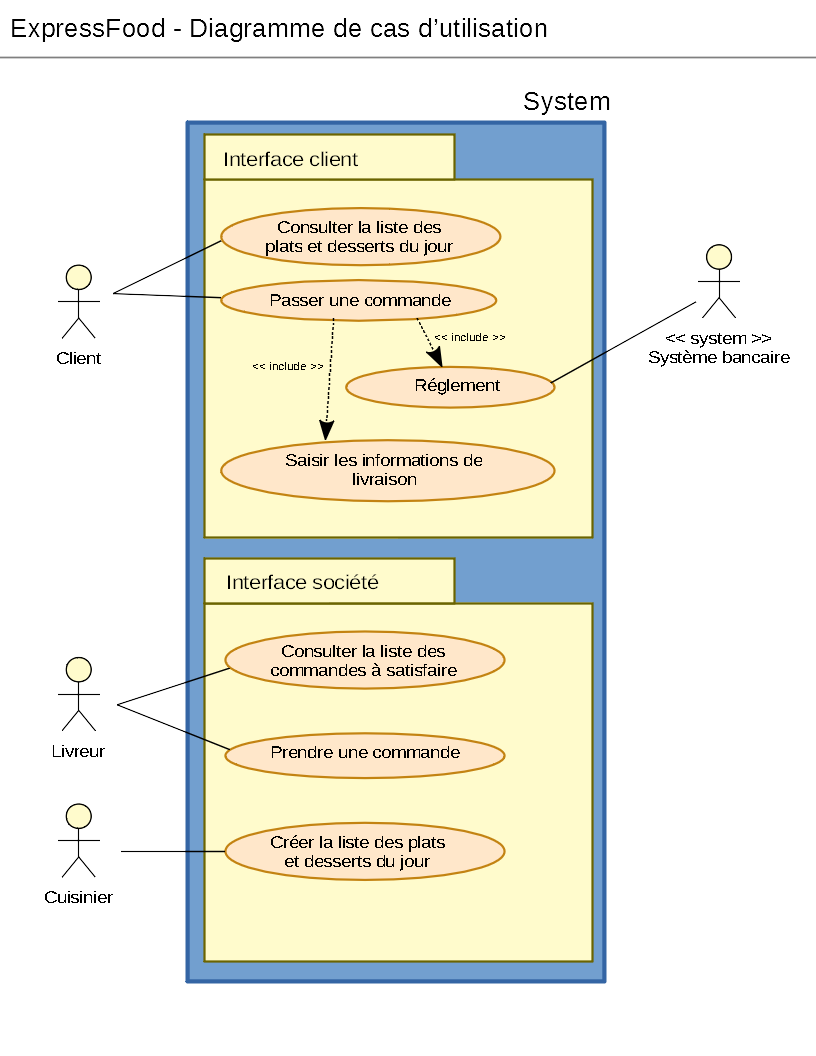 ExpressFood - Diagramme de cas d’utilisation
System
Interface client
Consulter la liste des
plats et desserts du jour
Passer une commande
<< include >>
<< include >>
Réglement
Saisir les informations de
livraison
Client
<< system >>
Système bancaire
Interface société
Consulter la liste des
commandes à satisfaire
Prendre une commande
Créer la liste des plats
et desserts du jour
Livreur
Cuisinier